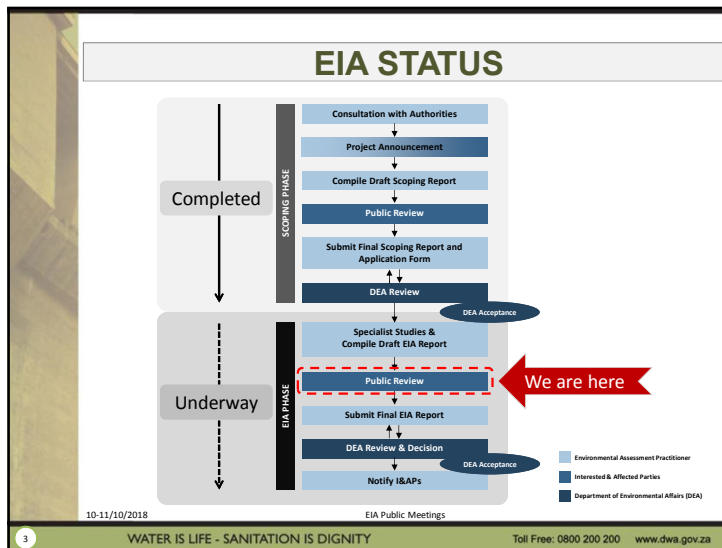 EIA STATUS
Completed
SCOPING PHASE
Consultation with Authorities
Project Announcement
Compile Draft Scoping Report
Public Review
Submit Final Scoping Report and
Application Form
DEA Review
DEA Acceptance
Underway
EIA PHASE
Specialist Studies &
Compile Draft EIA Report
Public Review
We are here
Submit Final EIA Report
DEA Review & Decision
DEA Acceptance
Notify I&APs
Environmental Assessment Practitioner
Interested & Affected Parties
Department of Environmental Affairs (DEA)
10-11/10/2018
EIA Public Meetings
3
WATER IS LIFE - SANITATION IS DIGNITY
Toll Free: 0800 200 200 www.dwa.gov.za